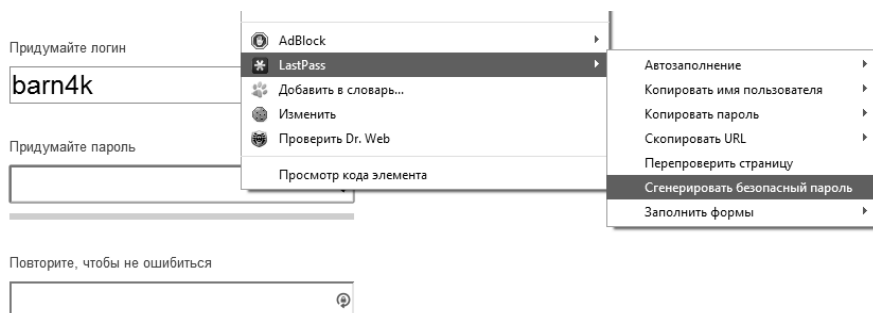 Придумайте логин
barn4k
Придумайте пароль
Повторите, чтобы не ошибиться
AdBlock
LastPass
Добавить в словарь...
Изменить
Проверить Dr. Web
Просмотр кода элемента
Автозаполнение
Копировать имя пользователя
Копировать пароль
Скопировать URL
Перепроверить страницу
Сгенерировать безопасный пароль
Заполнить формы